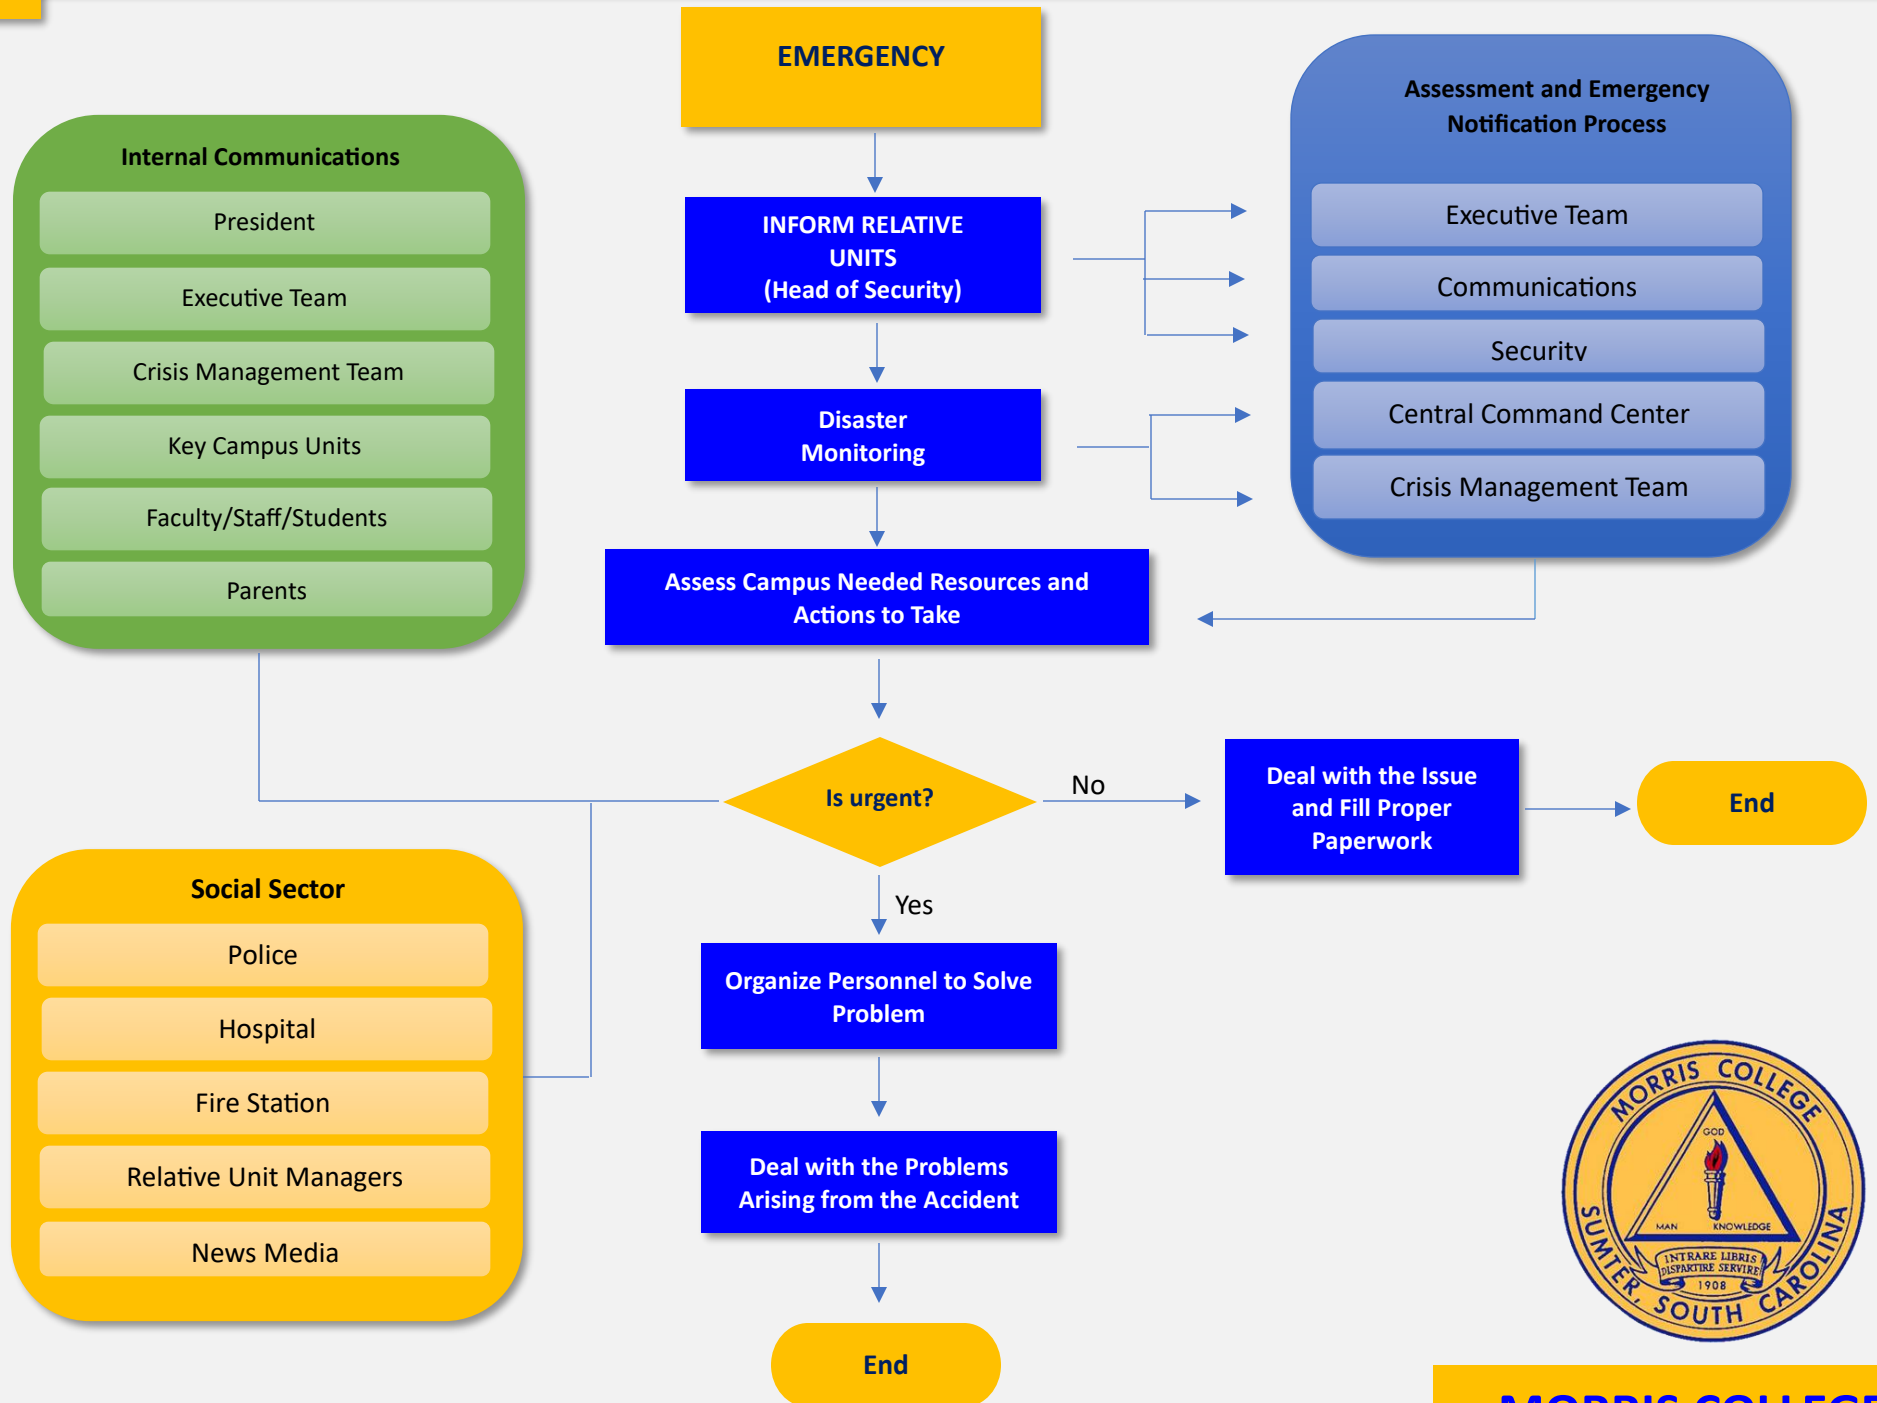 EMERGENCY
Assessment and Emergency
Notification Process
Executive Team
Communications
Security
Central Command Center
Crisis Management Team
Internal Communications
President
Executive Team
Crisis Management Team
Key Campus Units
Faculty/Staff/Students
Parents
INFORM RELATIVE
UNITS
(Head of Security)
Disaster
Monitoring
Assess Campus Needed Resources and
Actions to Take
Is urgent?
No
Deal with the Issue
and Fill Proper
Paperwork
End
Yes
Organize Personnel to Solve
Problem
Deal with the Problems
Arising from the Accident
End
Social Sector
Police
Hospital
Fire Station
Relative Unit Managers
News Media
MORRIS COLLEGE
GOD
MAN KNOWLEDGE
INTRARE LIBRIS
DISPARTIRE SERVIRE
1908
SUMTER, SOUTH CAROLINA
MORRIS COLLEGE